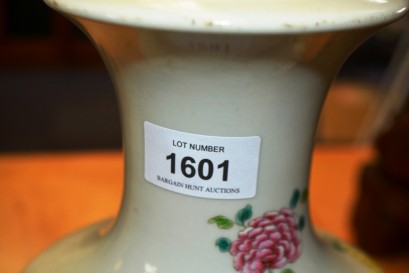 LOT NUMBER
1601
BARGAIN HUNT AUCTIONS